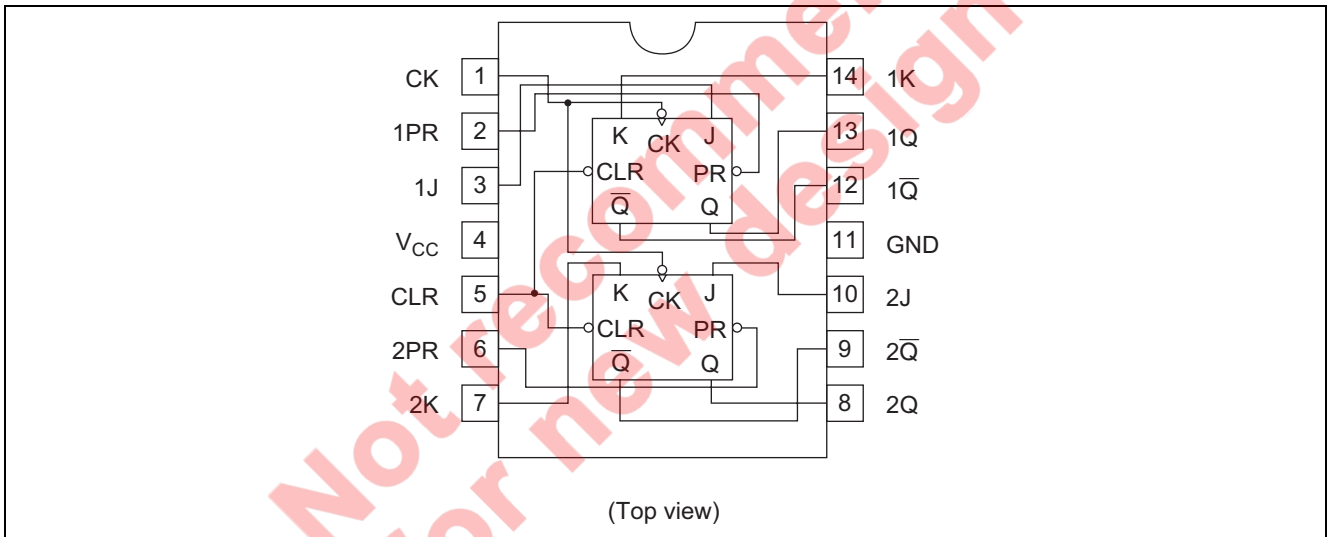 CK 1
1PR 2
1J 3
VCC 4
CLR 5
2PR 6
2K 7
14 1K
13 1Q
12 1Q̅
11 GND
10 2J
9 2Q̅
8 2Q
K CK J
CLR PR
Q̅ Q
K CK J
CLR PR
Q̅ Q
(Top view)
Not recomme
for new design